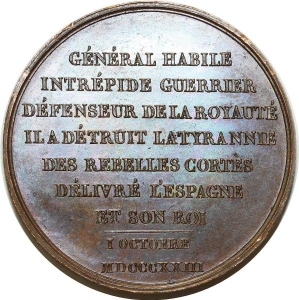 GÉNÉRAL HABILE
INTRÉPIDE GUERRIER
DÉFENSEUR DE LA ROYAUTÉ
IL A DÉTRUIT LA TYRANNIE
DES REBELLES CORTÈS
DÉLIVRÉ L'ESPAGNE
ET SON ROI
I OCTOBRE
MDCCCXXIII